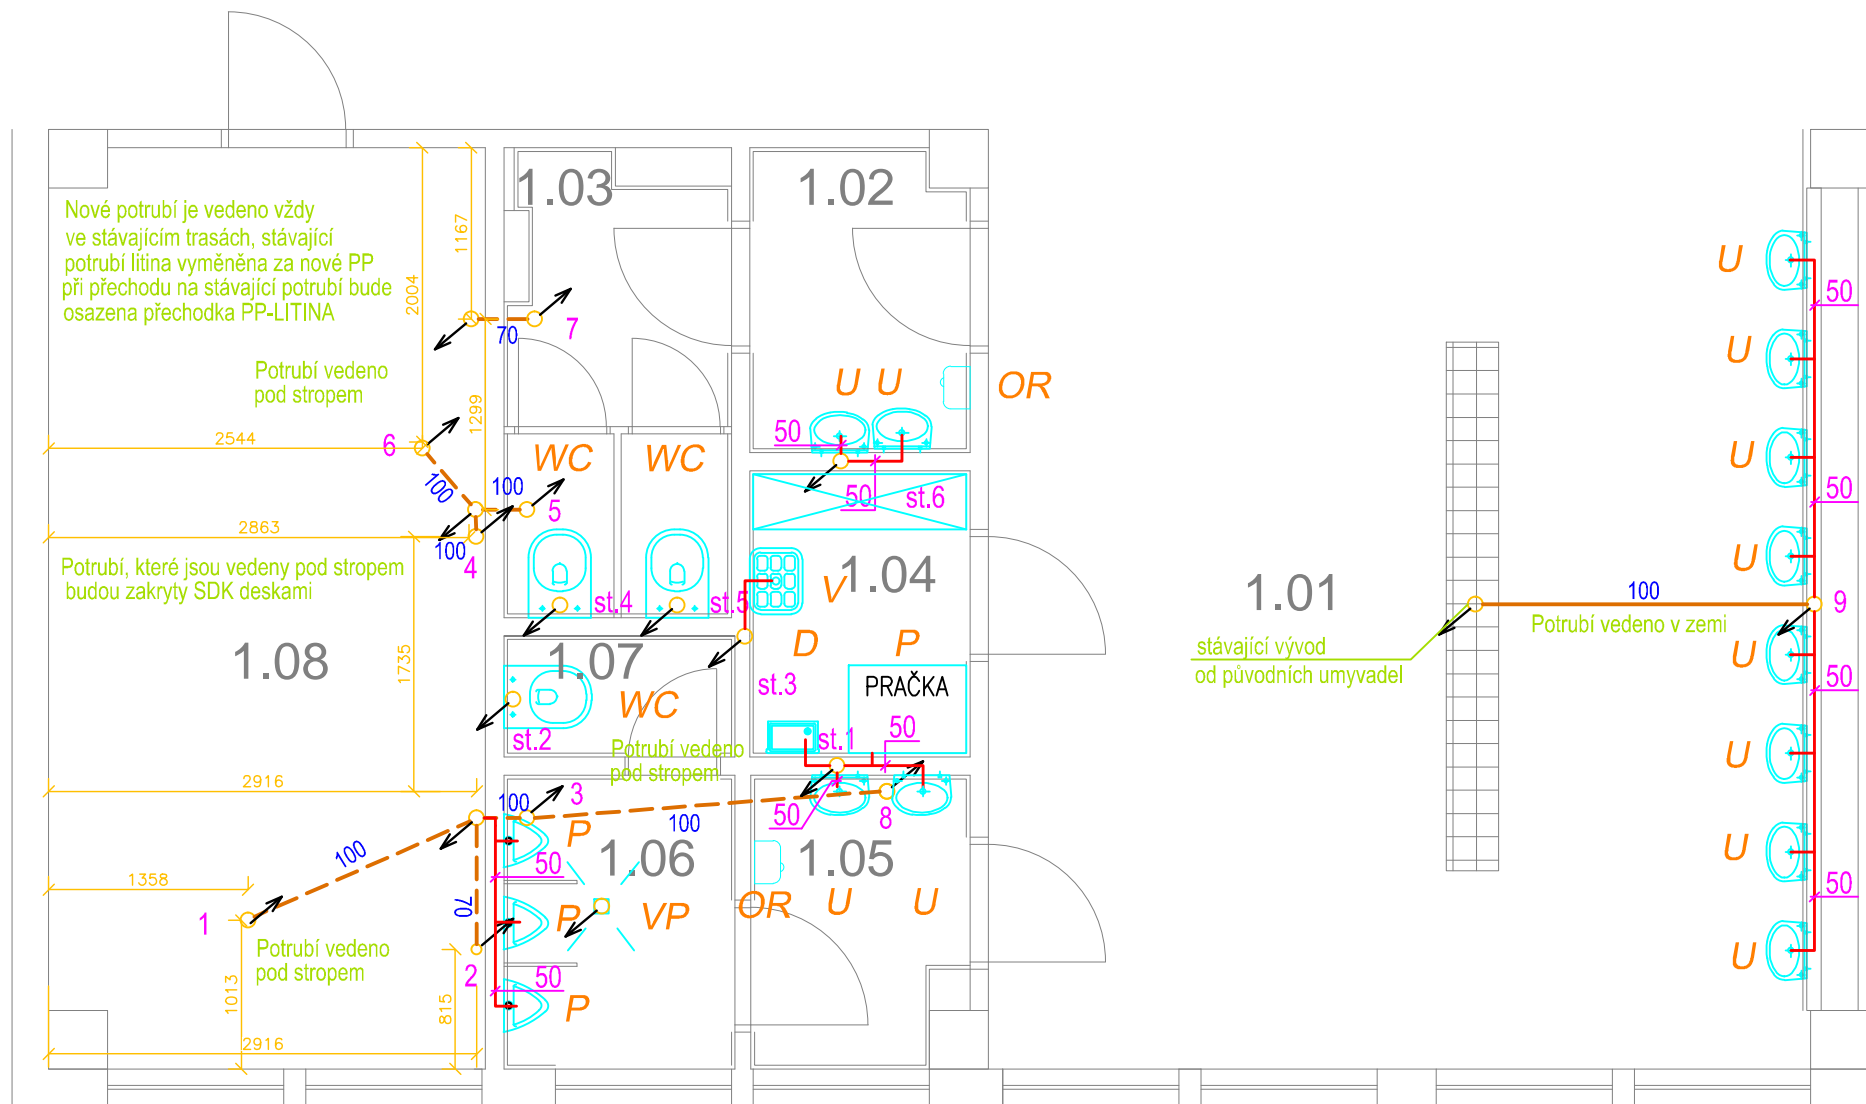 1.03
1.02
Nové potrubí je vedeno vždy
ve stávajícím trasách, stávající
potrubí litina vyměněna za nové PP
při přechodu na stávající potrubí bude
osazena přechodka PP-LITINA
1167
2004
70
7
U
50
U
Potrubí vedeno
pod stropem
1299
U U
OR
2544
6
50
WC
WC
U
100
100
5
50
st.6
50
2863
100
4
Potrubí, které jsou vedeny pod stropem
budou zakryty SDK deskami
1.04
V
U
st.4
st.5
1.01
100
9
Potrubí vedeno v zemi
stávající vývod
od původních umyvadel
1.08
1735
1.07
D
P
U
st.3
PRAČKA
50
WC
st.2
st.1
50
Potrubí vedeno
pod stropem
U
2916
100
3
50
8
100
P
1.06
1.05
U
100
50
50
1358
70
1
P
VP
OR
U
U
Potrubí vedeno
pod stropem
U
2
50
1013
815
P
2916